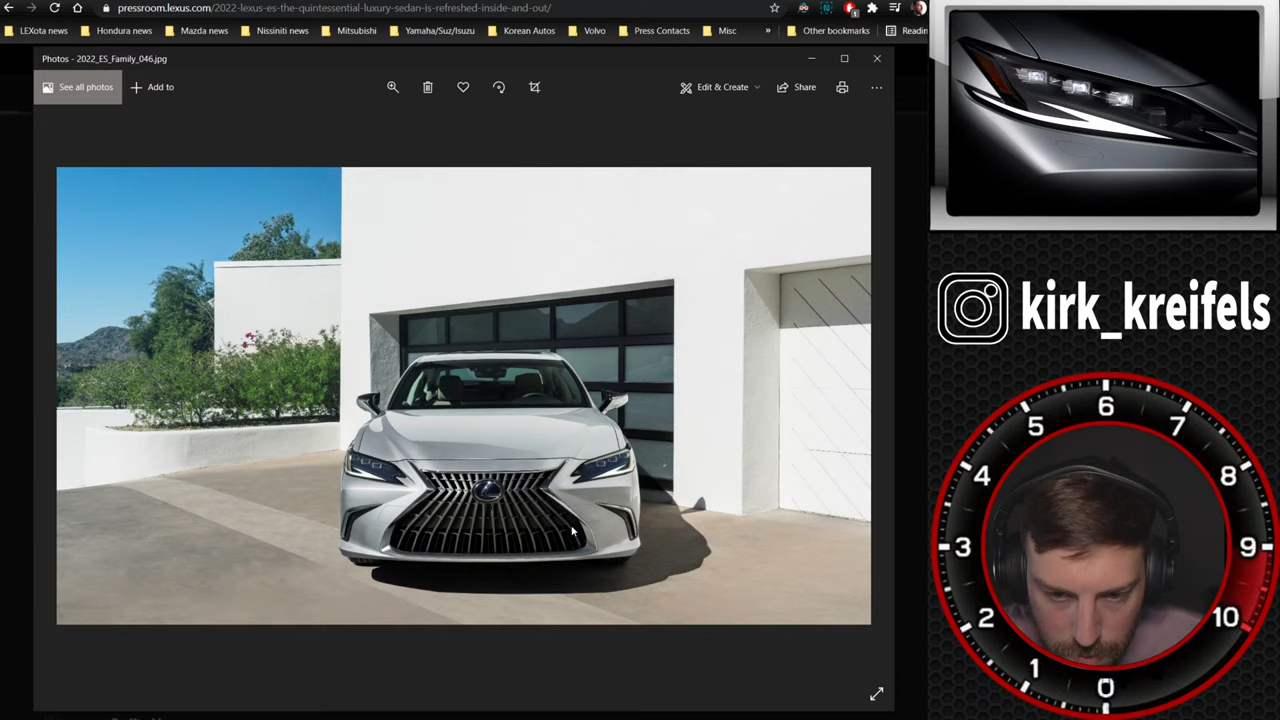 pressroom.lexus.com/2022-lexus-es-the-quintessential-luxury-sedan-is-refreshed-inside-and-out/
1
LEXota news
Hondura news
Mazda news
Nissiniti news
Mitsibishi
Yamaha/Suz/Isuzu
Korean Autos
Volvo
Press Contacts
Misc
»
Other bookmarks
Readin
Photos - 2022_ES_Family_046.jpg
See all photos
Add to
Edit & Create
Share
kirk_kreifels
0
1
2
3
4
5
6
7
8
9
10